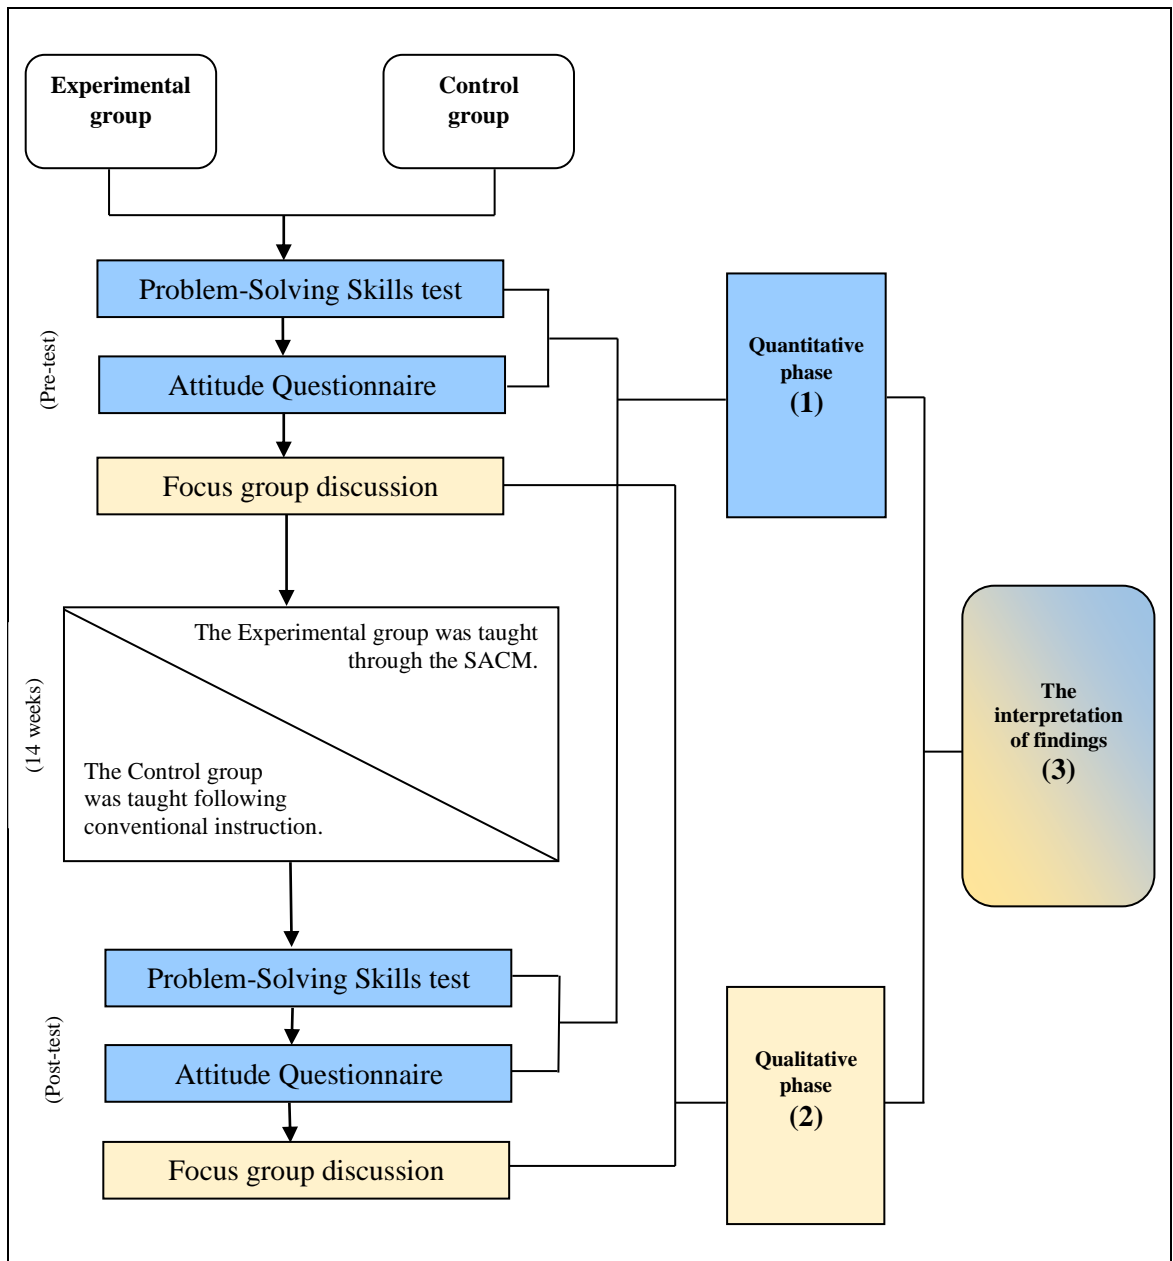 Experimental
group
Control
group
Problem-Solving Skills test
(Pre-test)
Attitude Questionnaire
Focus group discussion
Quantitative
phase
(1)
The Experimental group was taught
through the SACM.
(14 weeks)
The Control group
was taught following
conventional instruction.
The
interpretation
of findings
(3)
Problem-Solving Skills test
(Post-test)
Attitude Questionnaire
Focus group discussion
Qualitative
phase
(2)